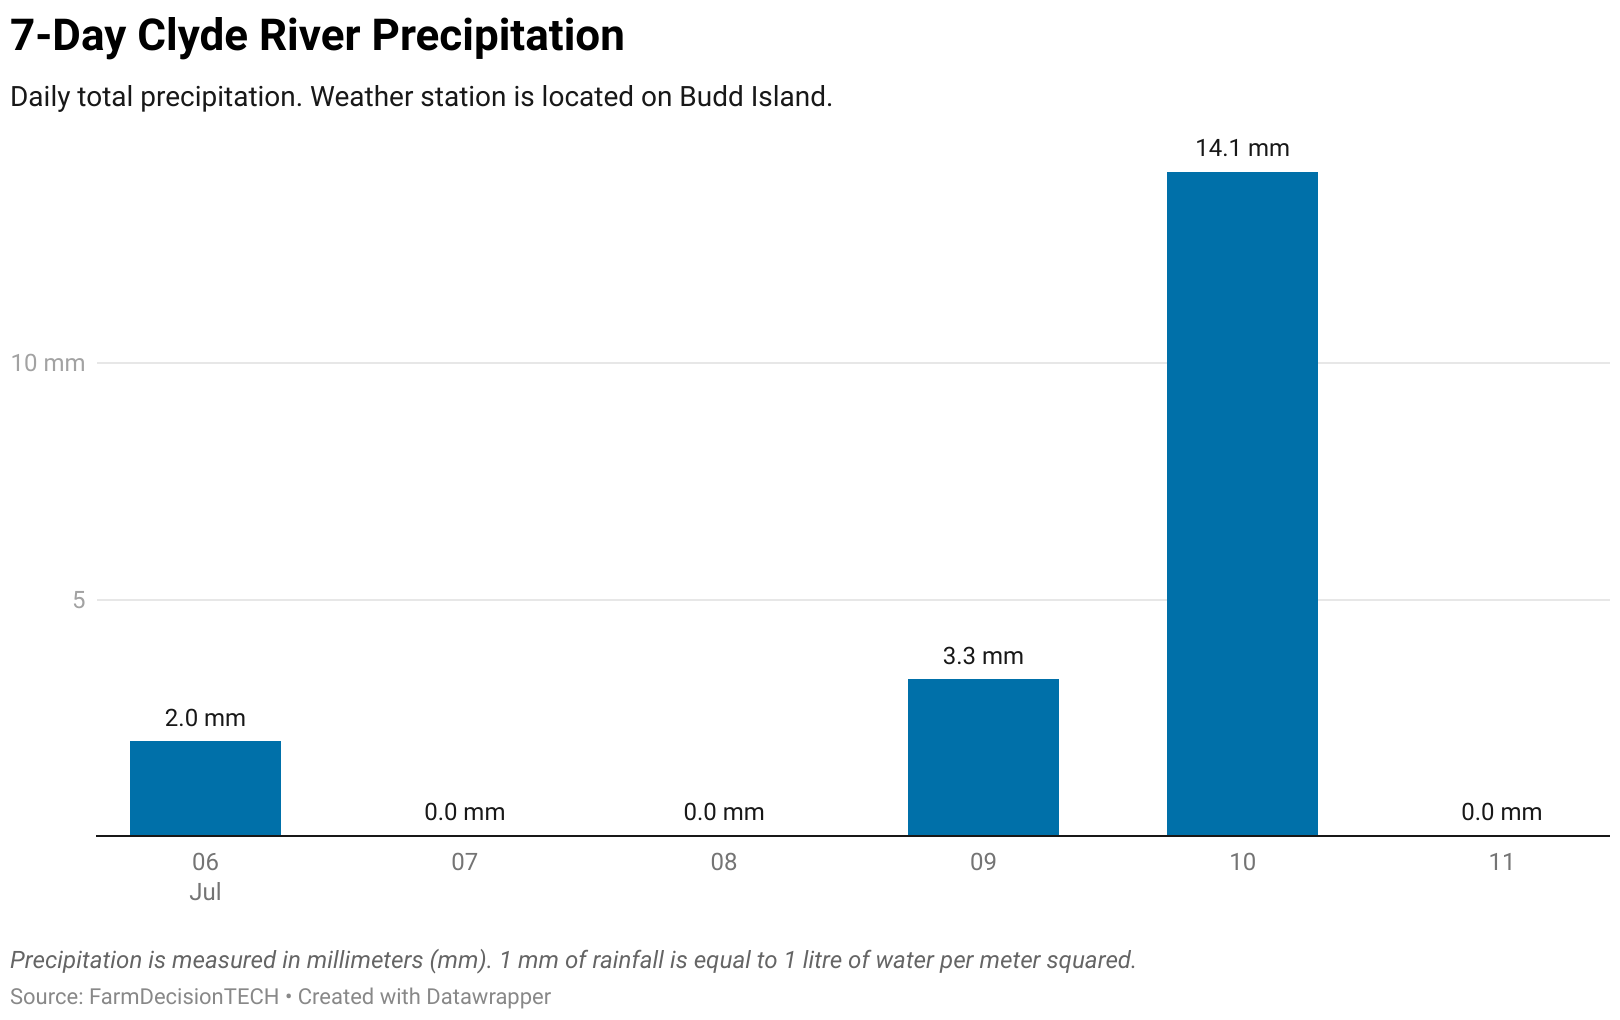 7-Day Clyde River Precipitation
Daily total precipitation. Weather station is located on Budd Island.
14.1 mm
10 mm
5
3.3 mm
2.0 mm
0.0 mm
0.0 mm
0.0 mm
06
07
08
09
10
11
Jul
Precipitation is measured in millimeters (mm). 1 mm of rainfall is equal to 1 litre of water per meter squared.
Source: FarmDecisionTECH • Created with Datawrapper